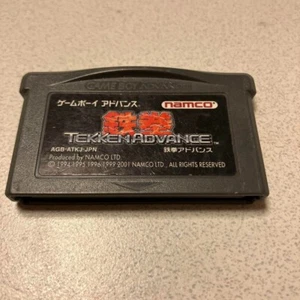 GAME BOY ADVANCE
ゲームボーイ アドバンス
namco
鉄拳
TEKKEN ADVANCE™
AGB-ATKJ-JPN
鉄拳アドバンス
Produced by NAMCO LTD.
© 1994 1995 1996 1999 2001 NAMCO LTD., ALL RIGHTS RESERVED